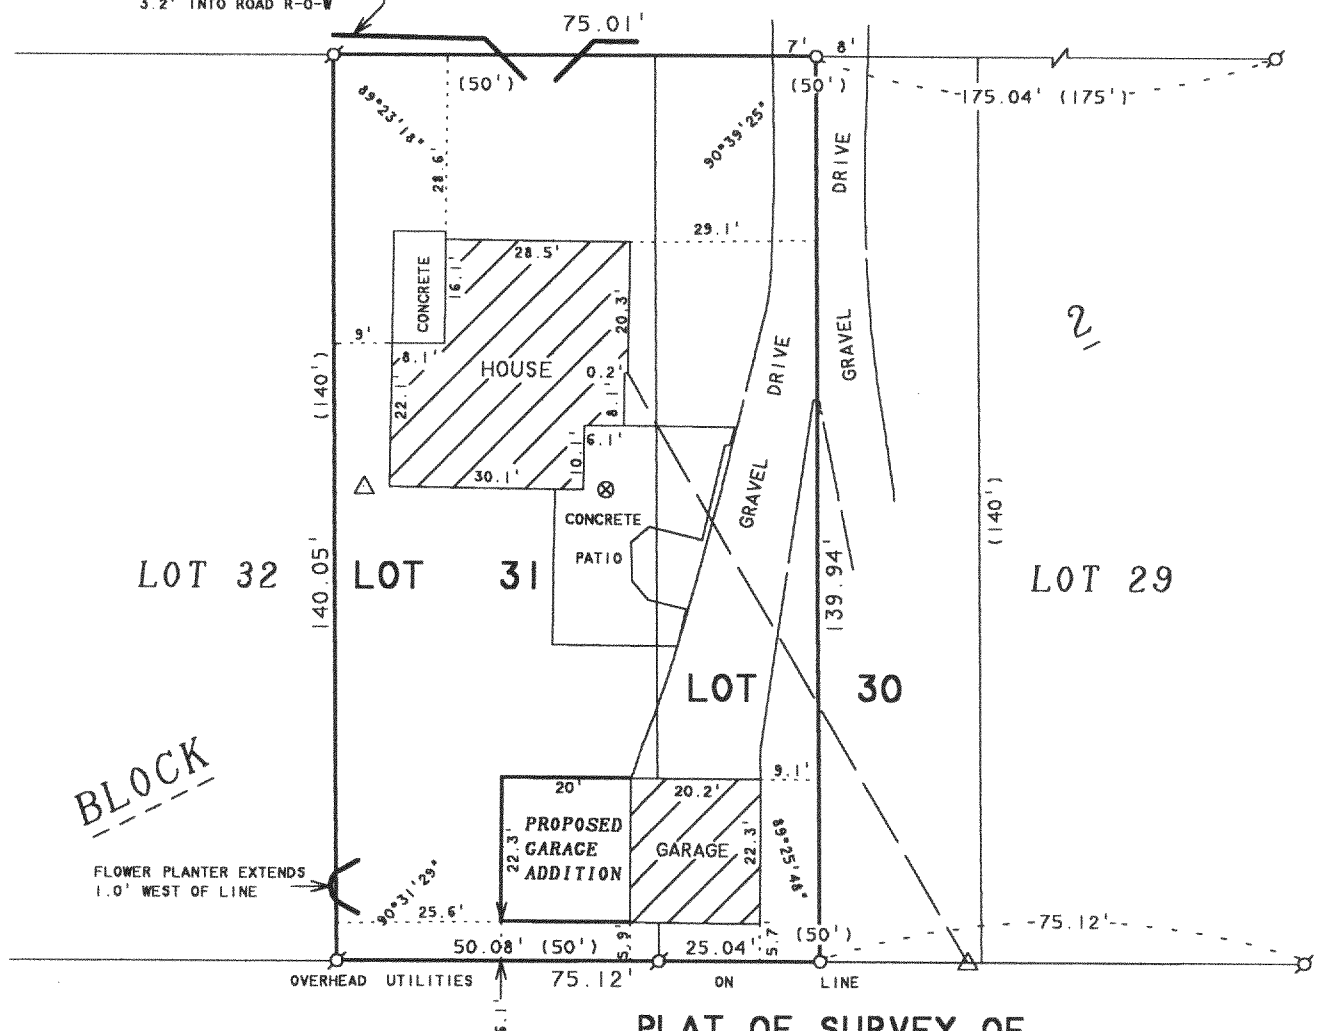 3.2' INTO ROAD R-O-W
75.01'
7' 8'
(50') (50')
175.04' (175')
89°23'18"
90°39'25"
28.6'
DRIVE
29.1'
28.5'
CONCRETE
16.1'
20.3'
GRAVEL
2
9'
8.1'
HOUSE
0.2'
DRIVE
(140')
22.1'
8.1'
6.1'
10.1'
30.1'
GRAVEL
CONCRETE
PATIO
(140')
140.05'
139.94'
LOT 32
LOT 31
LOT 29
LOT 30
BLOCK
9.1'
20'
20.2'
PROPOSED
GARAGE
ADDITION
22.3'
GARAGE
22.3'
89°25'48"
FLOWER PLANTER EXTENDS
1.0' WEST OF LINE
90°31'29"
25.6'
75.12'
50.08' (50')
5.9'
25.04'
5.7'
(50')
OVERHEAD UTILITIES
75.12'
ON LINE
PLAT OF SURVEY OF